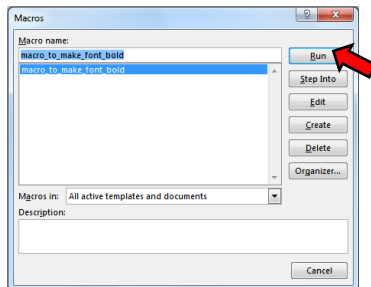 Macros
Macro name:
macro_to_make_font_bold
Run
macro_to_make_font_bold
Step Into
Edit
Create
Delete
Organizer...
Macros in: All active templates and documents
Description:
Cancel